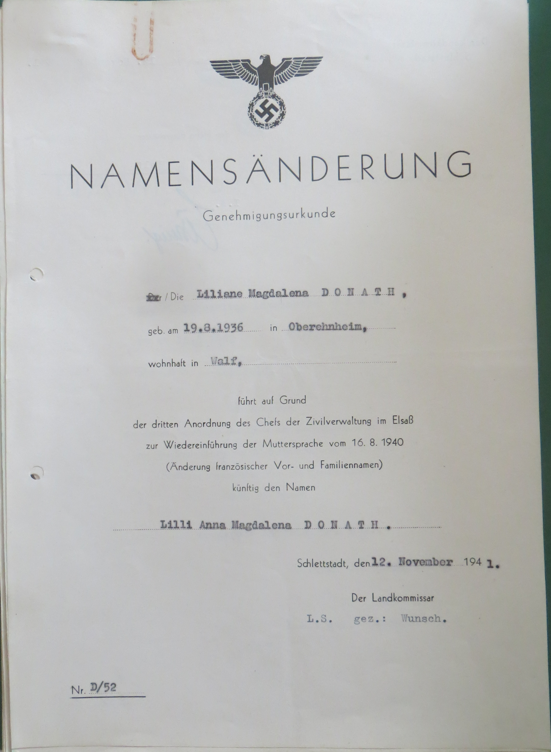 NAMENSÄNDERUNG
Genehmigungsurkunde
/ Die Liliane Magdalena DONATH,
geb. am 19.8.1936 in Oberehnheim,
wohnhalt in Walf,
führt auf Grund
der dritten Anordnung des Chefs der Zivilverwaltung im Elsaß
zur Wiedereinführung der Muttersprache vom 16. 8. 1940
(Änderung französischer Vor- und Familiennamen)
künftig den Namen
Lilli Anna Magdalena DONATH.
Schlettstadt, den 12. November 1941.
Der Landkommissar
L.S. gez.: Wunsch.
Nr. D/52